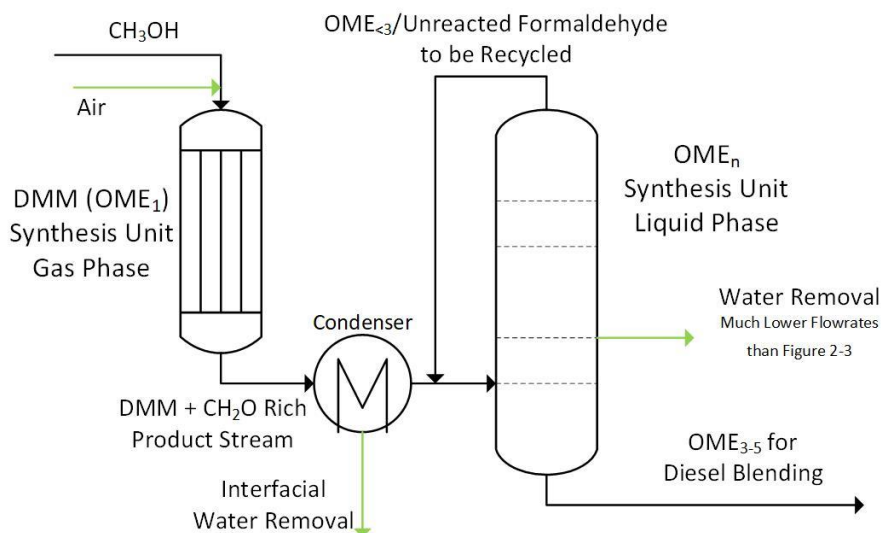 CH₃OH
Air
OME<3/Unreacted Formaldehyde
to be Recycled
DMM (OME₁)
Synthesis Unit
Gas Phase
OMEₙ
Synthesis Unit
Liquid Phase
Condenser
Water Removal
Much Lower Flowrates
than Figure 2-3
DMM + CH₂O Rich
Product Stream
Interfacial
Water Removal
OME₃₋₅ for
Diesel Blending